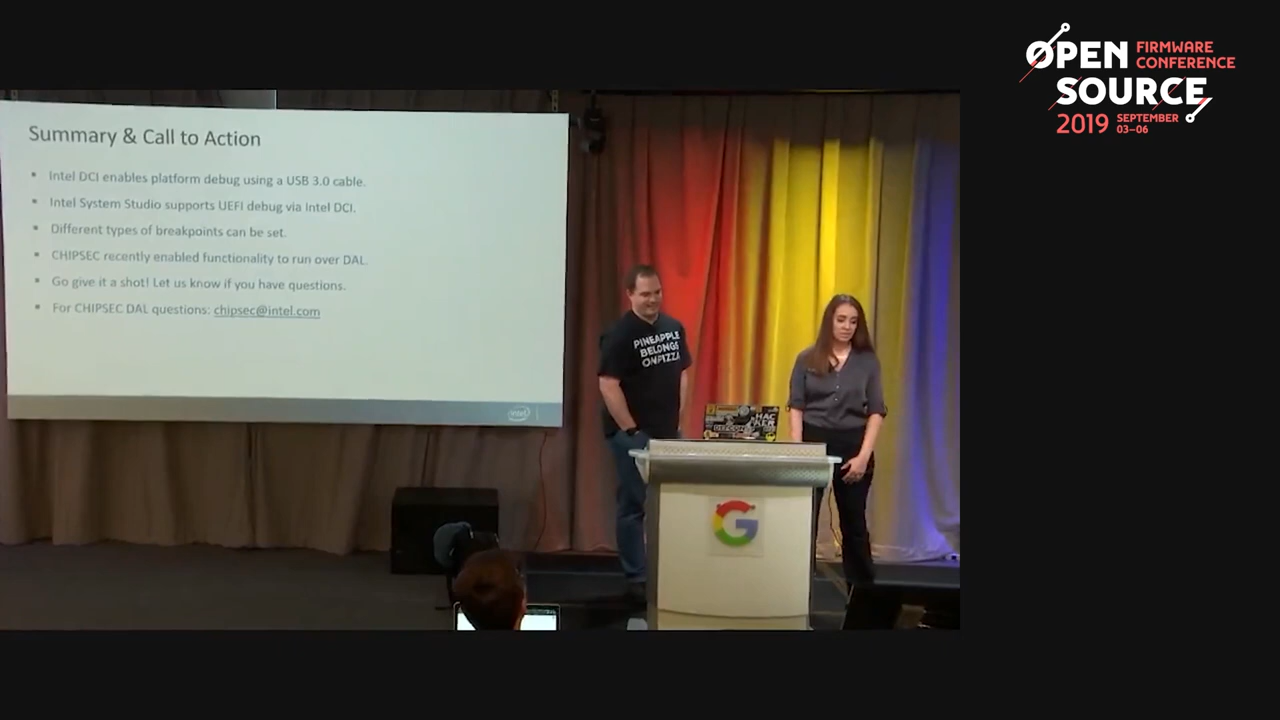 OPEN FIRMWARE
CONFERENCE
SOURCE
2019 SEPTEMBER
03–06
Summary & Call to Action
Intel DCI enables platform debug using a USB 3.0 cable.
Intel System Studio supports UEFI debug via Intel DCI.
Different types of breakpoints can be set.
CHIPSEC recently enabled functionality to run over DAL.
Go give it a shot! Let us know if you have questions.
For CHIPSEC DAL questions: chipsec@intel.com
intel
PINEAPPLE
BELONGS
ON PIZZA
HAC
KER
G